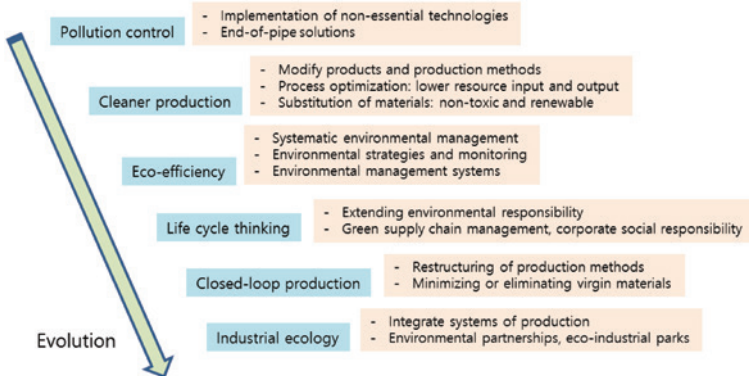 Pollution control
- Implementation of non-essential technologies
- End-of-pipe solutions
Cleaner production
- Modify products and production methods
- Process optimization: lower resource input and output
- Substitution of materials: non-toxic and renewable
Eco-efficiency
- Systematic environmental management
- Environmental strategies and monitoring
- Environmental management systems
Life cycle thinking
- Extending environmental responsibility
- Green supply chain management, corporate social responsibility
Closed-loop production
- Restructuring of production methods
- Minimizing or eliminating virgin materials
Industrial ecology
- Integrate systems of production
- Environmental partnerships, eco-industrial parks
Evolution